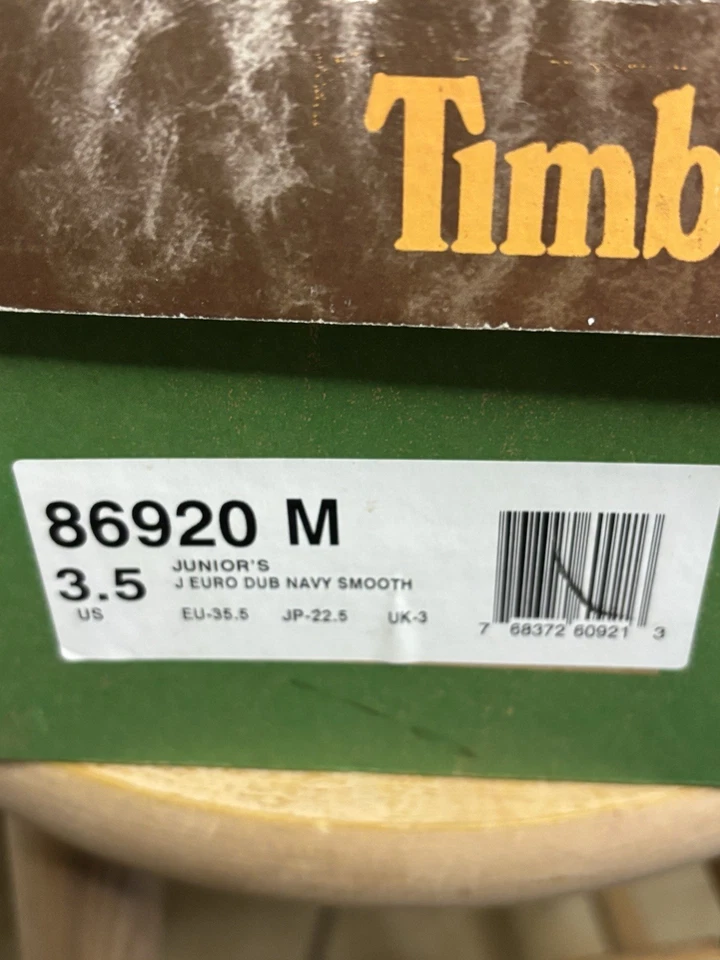 Timb
86920 M
JUNIOR'S
3.5 J EURO DUB NAVY SMOOTH
US EU-35.5 JP-22.5 UK-3
7 68372 60921 3